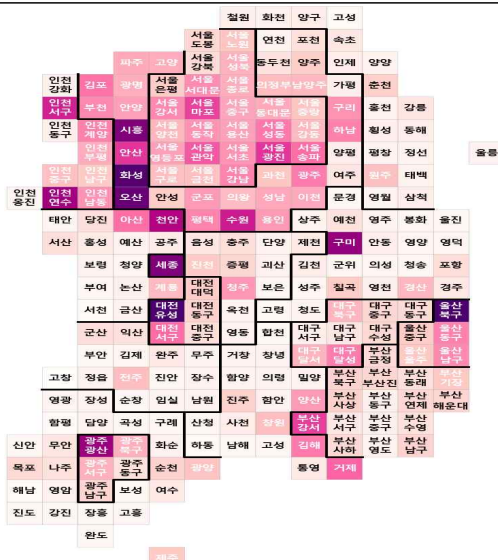 철원 화천 양구 고성
서울 도봉 서울 노원 연천 포천 속초
파주 고양 서울 강북 서울 성북 동두천 양주 인제 양양
인천 강화 김포 광명 서울 은평 서울 서대문 서울 종로 의정부 남양주 가평 춘천
인천 서구 부천 안양 서울 강서 서울 마포 서울 중구 서울 동대문 서울 중랑 구리 홍천 강릉
인천 동구 인천 계양 시흥 서울 양천 서울 동작 서울 용산 서울 성동 서울 강동 하남 횡성 동해
인천 부평 안산 서울 영등포 서울 관악 서울 서초 서울 광진 서울 송파 양평 평창 정선 울릉
인천 중구 인천 남구 화성 서울 구로 서울 금천 서울 강남 과천 광주 여주 원주 태백
인천 옹진 인천 연수 인천 남동 오산 안성 군포 의왕 성남 이천 문경 영월 삼척
태안 당진 아산 천안 평택 수원 용인 상주 예천 영주 봉화 울진
서산 홍성 예산 공주 음성 충주 단양 제천 구미 안동 영양 영덕
보령 청양 세종 진천 증평 괴산 김천 군위 의성 청송 포항
부여 논산 계룡 대전 대덕 청주 보은 성주 칠곡 영천 경산 경주
서천 금산 대전 유성 대전 동구 옥천 고령 청도 대구 북구 대구 중구 대구 동구 울산 북구
군산 익산 대전 서구 대전 중구 영동 합천 대구 서구 대구 남구 대구 수성 울산 중구 울산 동구
부안 김제 완주 무주 거창 창녕 대구 달서 대구 달성 부산 금정 울산 울주 울산 남구
고창 정읍 전주 진안 장수 함양 의령 밀양 부산 북구 부산 부산진 부산 동래 부산 기장
영광 장성 순창 임실 남원 진주 함안 양산 부산 사상 부산 동구 부산 연제 부산 해운대
함평 담양 곡성 구례 산청 사천 창원 부산 강서 부산 서구 부산 중구 부산 수영
신안 무안 광주 광산 광주 북구 화순 하동 남해 고성 김해 부산 사하 부산 영도 부산 남구
목포 나주 광주 서구 광주 동구 순천 광양 통영 거제
해남 영암 광주 남구 보성 여수
진도 강진 장흥 고흥
완도
제주